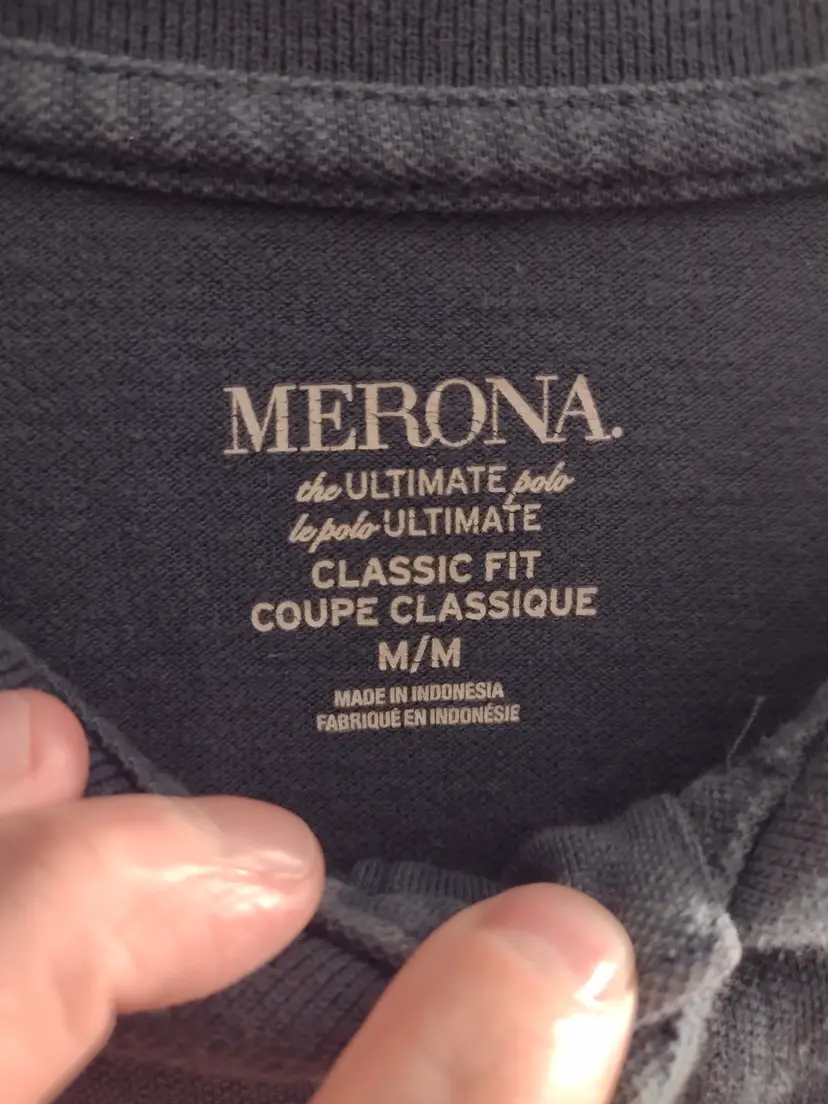 MERONA.
the ULTIMATE polo
le polo ULTIMATE
CLASSIC FIT
COUPE CLASSIQUE
M/M
MADE IN INDONESIA
FABRIQUÉ EN INDONÉSIE